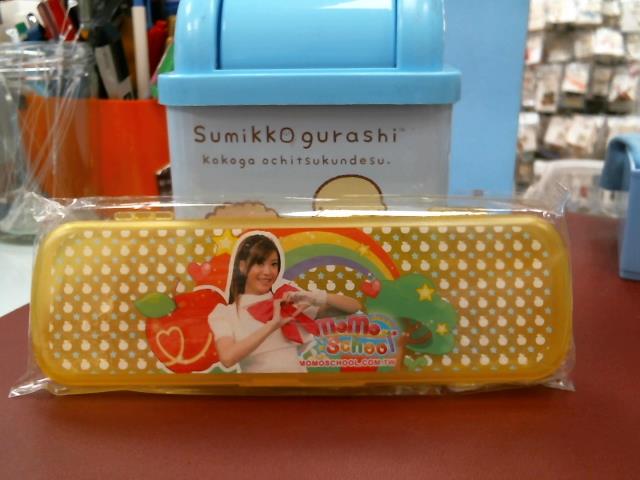 Sumikkogurashi™
kokoga ochitsukundesu.
momo
School
MOMOSCHOOL.COM.TW